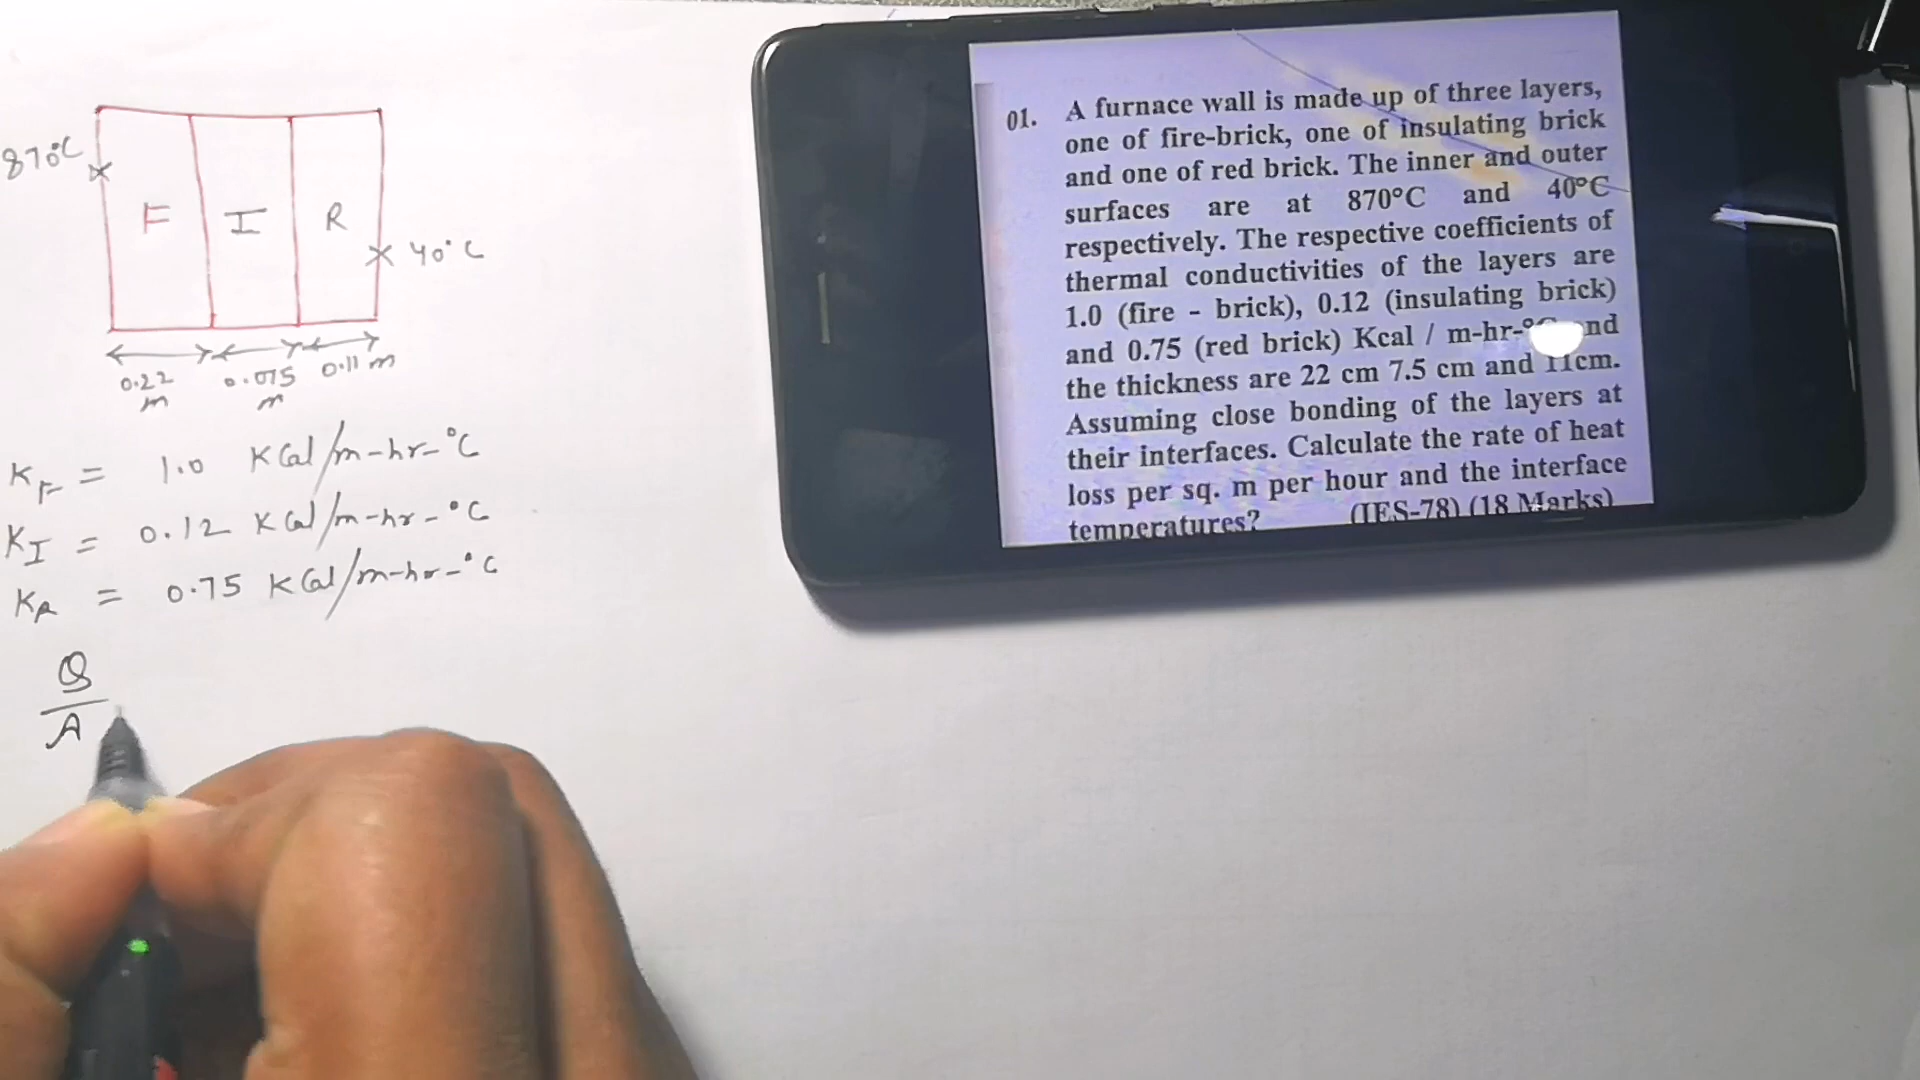 870°C
F I R
40°C
0.22 m
0.075 m
0.11 m
K_F = 1.0 KCal/m-hr-°C
K_I = 0.12 KCal/m-hr-°C
K_R = 0.75 KCal/m-hr-°C
Q/A
01. A furnace wall is made up of three layers,
one of fire-brick, one of insulating brick
and one of red brick. The inner and outer
surfaces are at 870°C and 40°C
respectively. The respective coefficients of
thermal conductivities of the layers are
1.0 (fire - brick), 0.12 (insulating brick)
and 0.75 (red brick) Kcal / m-hr-
the thickness are 22 cm 7.5 cm and 11cm.
Assuming close bonding of the layers at
their interfaces. Calculate the rate of heat
loss per sq. m per hour and the interface
temperatures? (IES-78) (18 Marks)